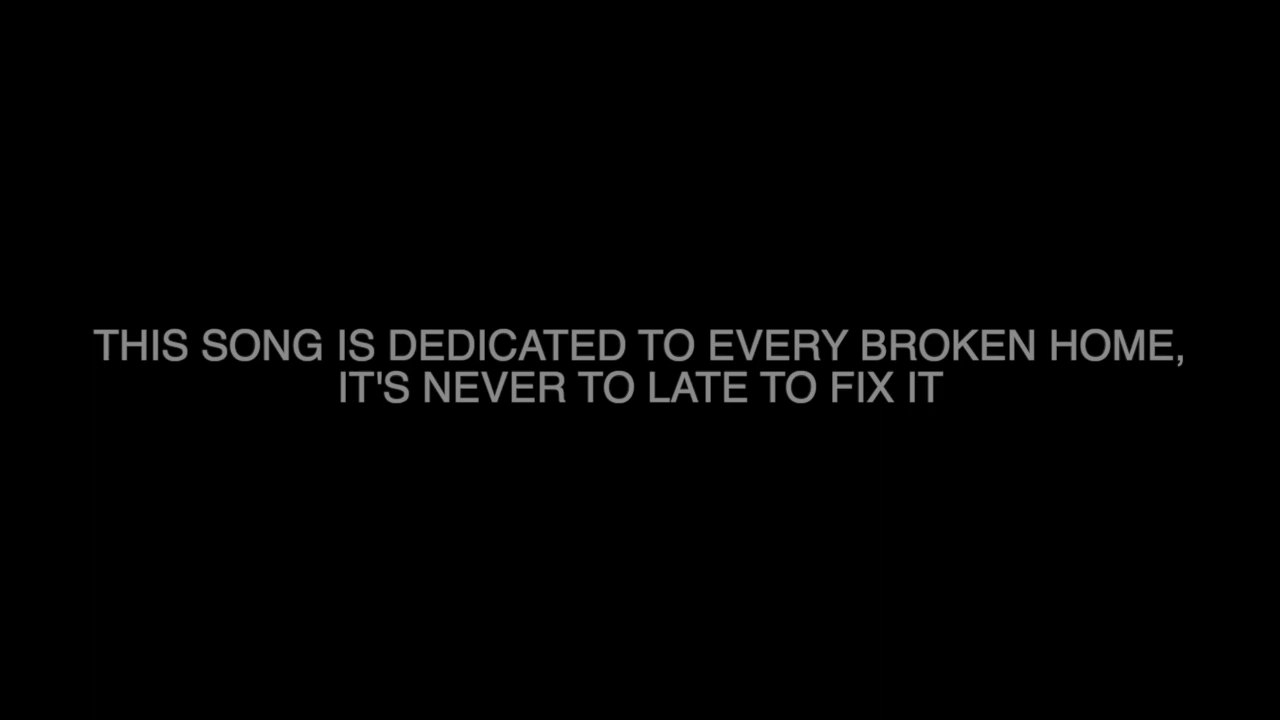 THIS SONG IS DEDICATED TO EVERY BROKEN HOME,
IT'S NEVER TO LATE TO FIX IT